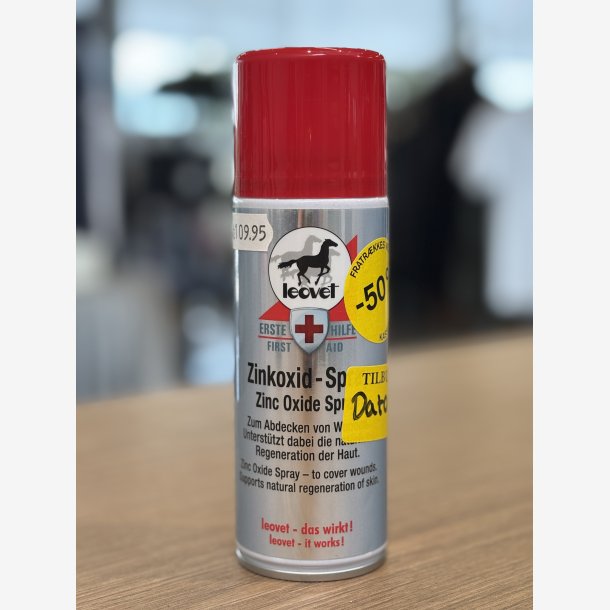 109.95
leovet
FRATRÆKKES
-50
ERSTE HILFE
FIRST AID
Zinkoxid - Sp
Zinc Oxide Spr
TILB
Dato
Zum Abdecken von W
Unterstützt dabei die natü
Regeneration der Haut.
Zinc Oxide Spray – to cover wounds.
Supports natural regeneration of skin.
leovet - das wirkt!
leovet - it works!